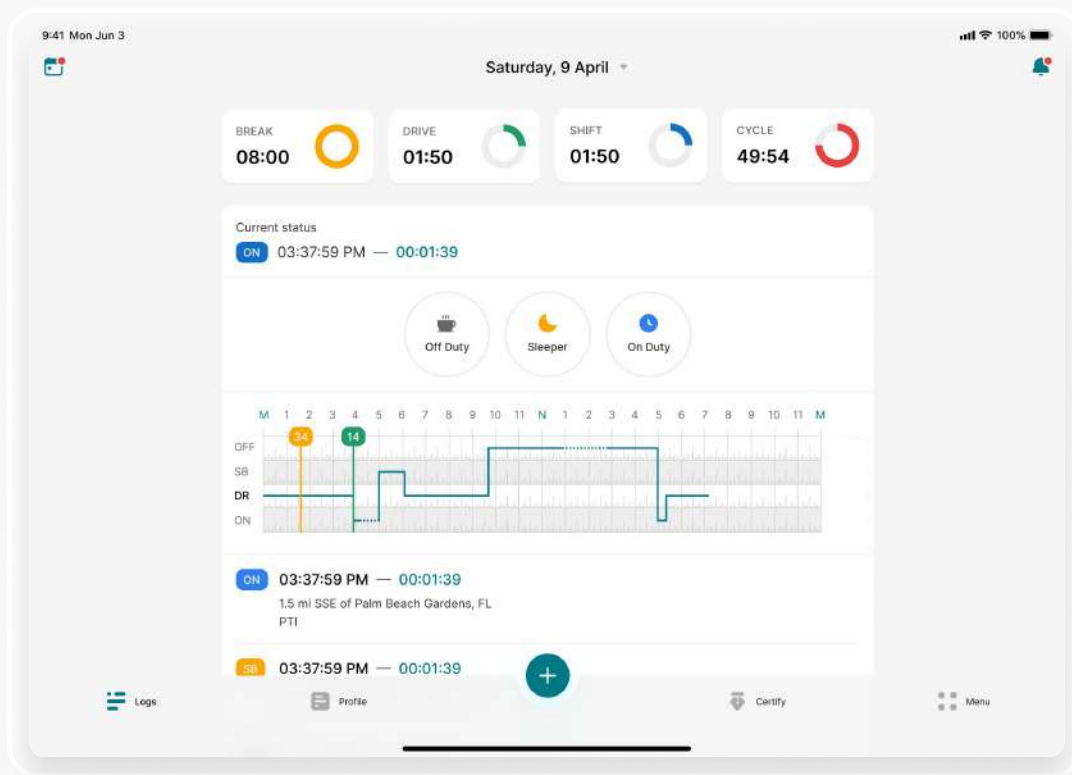 9:41 Mon Jun 3 100%
Saturday, 9 April
BREAK
08:00
DRIVE
01:50
SHIFT
01:50
CYCLE
49:54
Current status
ON 03:37:59 PM — 00:01:39
Off Duty Sleeper On Duty
M 1 2 3 4 5 6 7 8 9 10 11 N 1 2 3 4 5 6 7 8 9 10 11 M
34 14
OFF
SB
DR
ON
ON 03:37:59 PM — 00:01:39
1.5 mi SSE of Palm Beach Gardens, FL
PTI
SB 03:37:59 PM — 00:01:39
Logs Profile Certify Menu